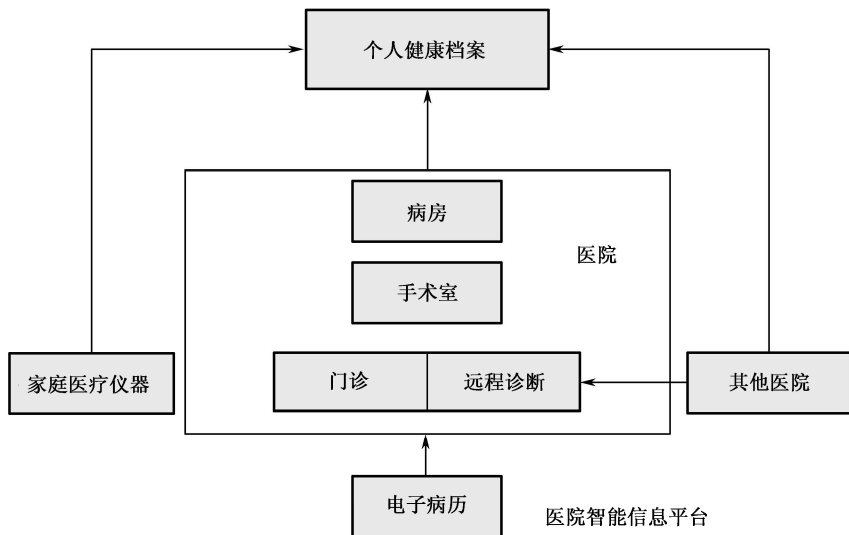 个人健康档案
病房
医院
手术室
家庭医疗仪器
门诊
远程诊断
其他医院
电子病历
医院智能信息平台